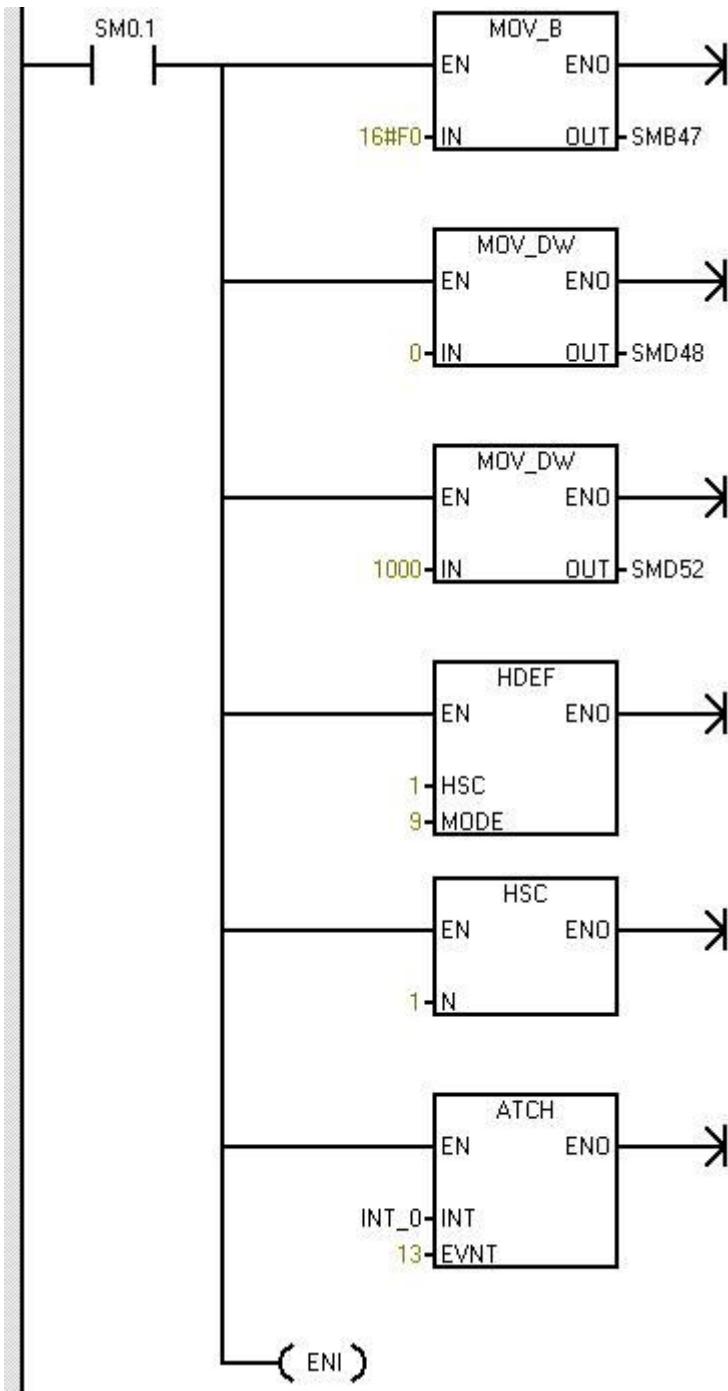 SM0.1
MOV_B
EN ENO
16#F0 IN OUT SMB47
MOV_DW
EN ENO
0 IN OUT SMD48
MOV_DW
EN ENO
1000 IN OUT SMD52
HDEF
EN ENO
1 HSC
9 MODE
HSC
EN ENO
1 N
ATCH
EN ENO
INT_0 INT
13 EVNT
ENI